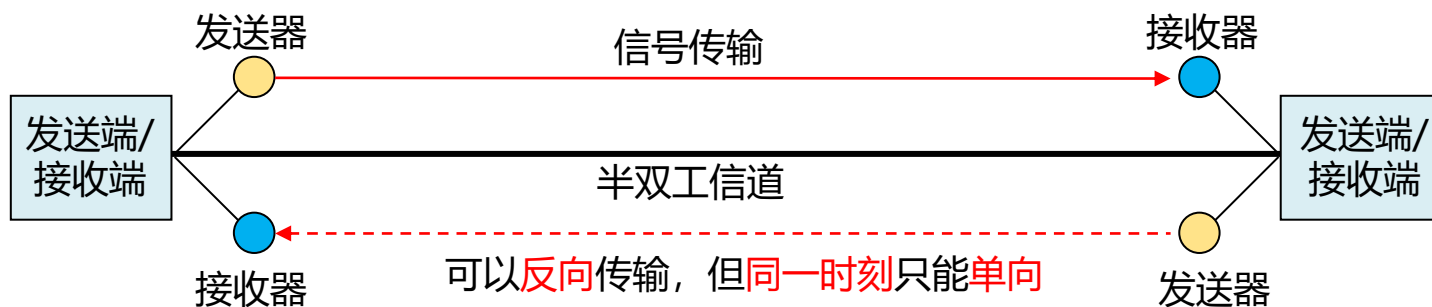 发送器
信号传输
接收器
发送端/
接收端
发送端/
接收端
半双工信道
接收器
可以反向传输，但同一时刻只能单向
发送器